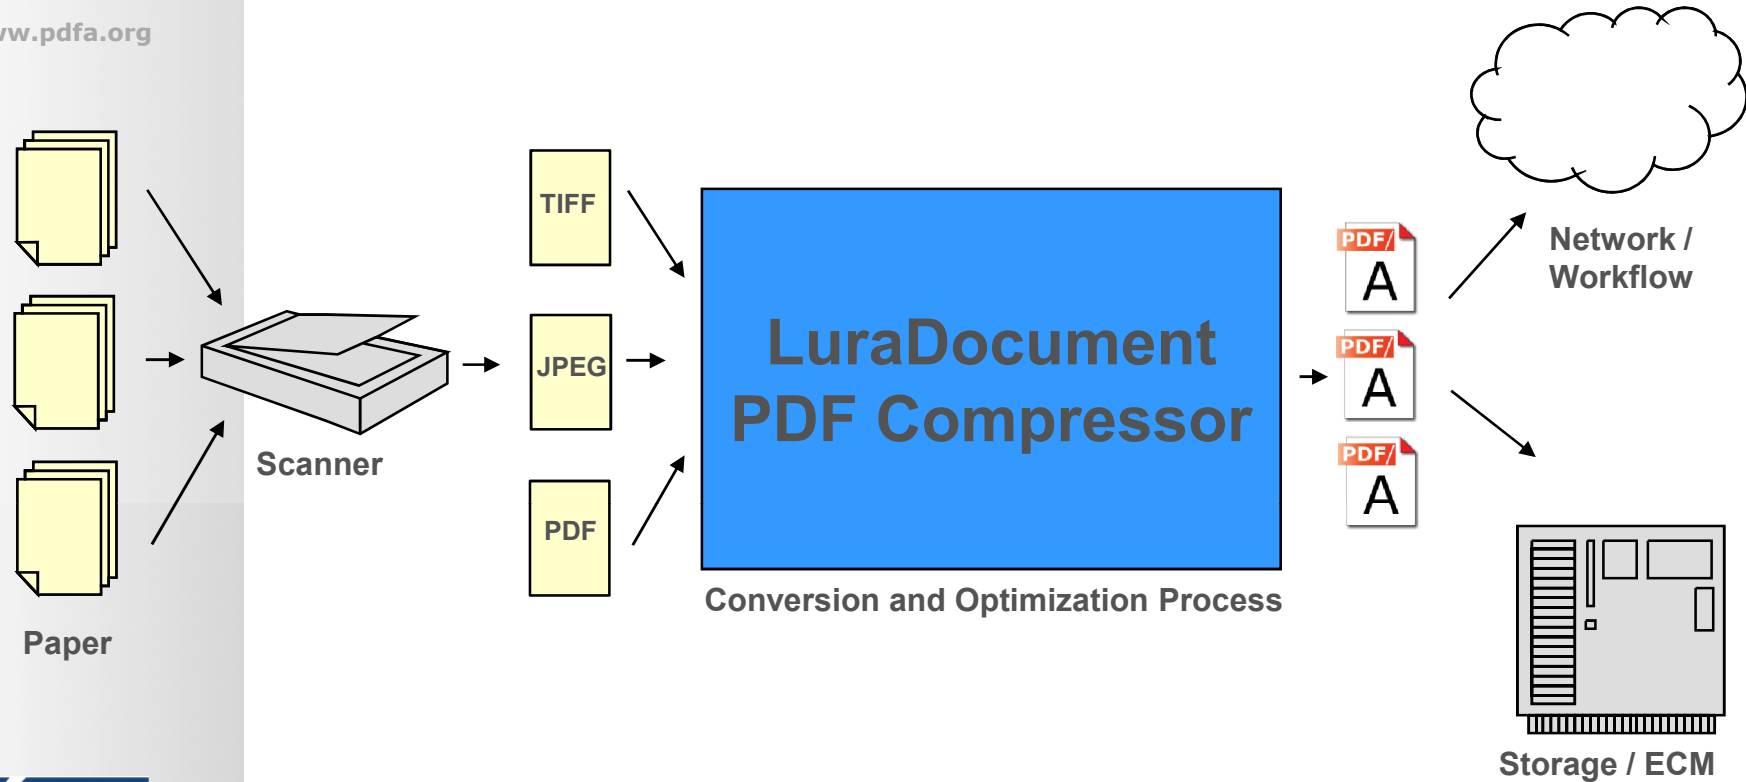 ww.pdfa.org
TIFF
JPEG
PDF
Scanner
Paper
LuraDocument
PDF Compressor
Conversion and Optimization Process
PDF/
A
PDF/
A
PDF/
A
Network /
Workflow
Storage / ECM